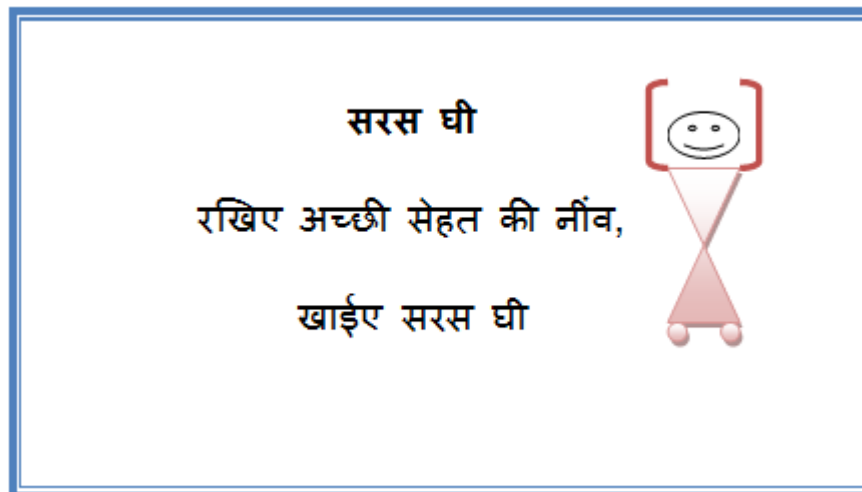 सरस घी
रखिए अच्छी सेहत की नींव,
खाईए सरस घी